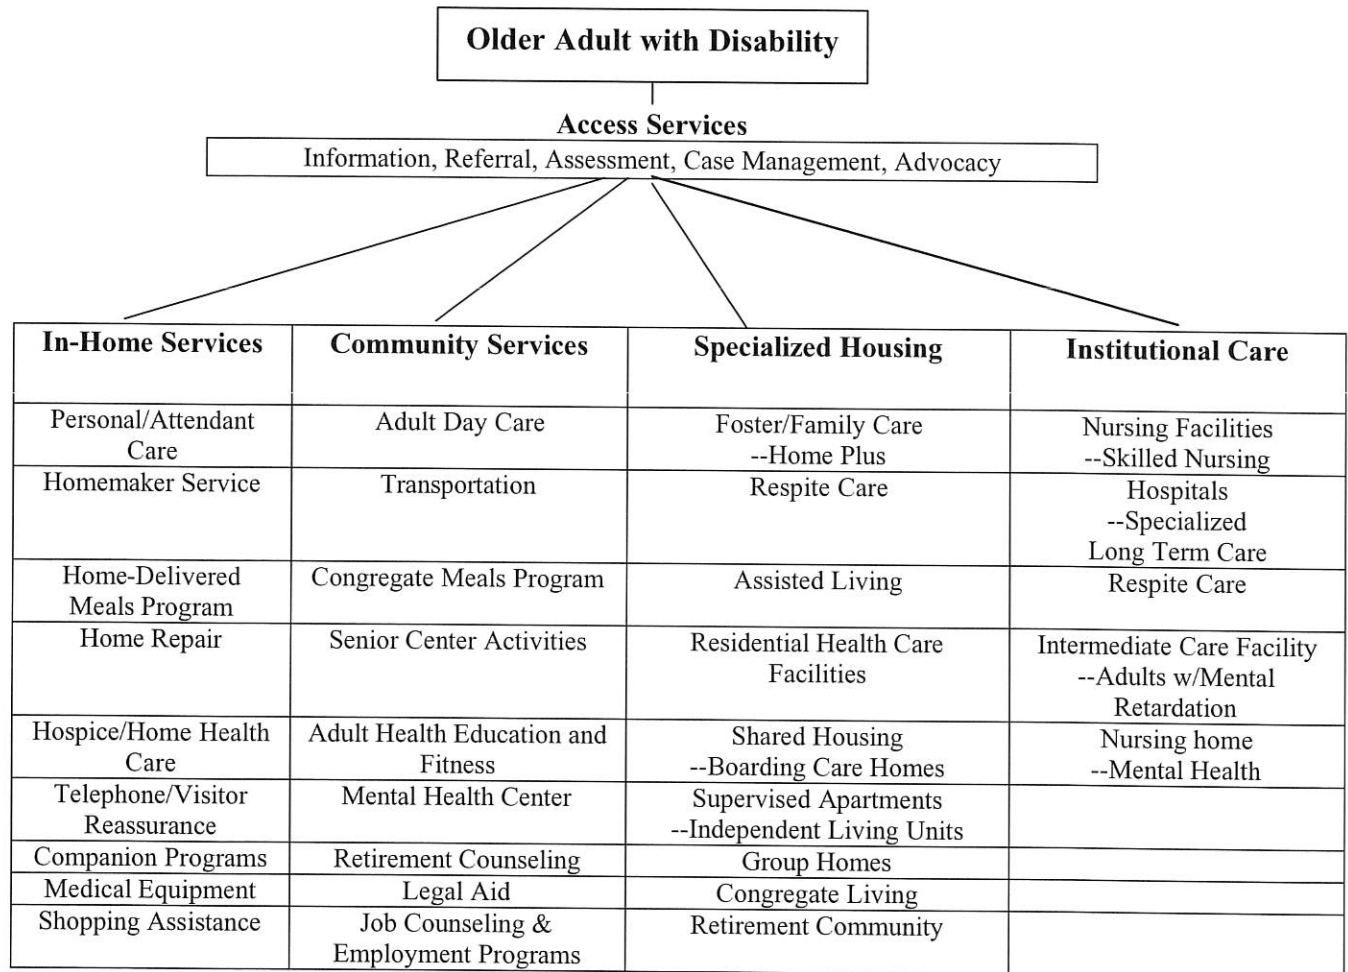 Older Adult with Disability
Access Services
Information, Referral, Assessment, Case Management, Advocacy
In-Home Services
Community Services
Specialized Housing
Institutional Care
Personal/Attendant
Care
Adult Day Care
Foster/Family Care
--Home Plus
Nursing Facilities
--Skilled Nursing
Homemaker Service
Transportation
Respite Care
Hospitals
--Specialized
Long Term Care
Home-Delivered
Meals Program
Congregate Meals Program
Assisted Living
Respite Care
Home Repair
Senior Center Activities
Residential Health Care
Facilities
Intermediate Care Facility
--Adults w/Mental
Retardation
Hospice/Home Health
Care
Adult Health Education and
Fitness
Shared Housing
--Boarding Care Homes
Nursing home
--Mental Health
Telephone/Visitor
Reassurance
Mental Health Center
Supervised Apartments
--Independent Living Units
Companion Programs
Retirement Counseling
Group Homes
Medical Equipment
Legal Aid
Congregate Living
Shopping Assistance
Job Counseling &
Employment Programs
Retirement Community